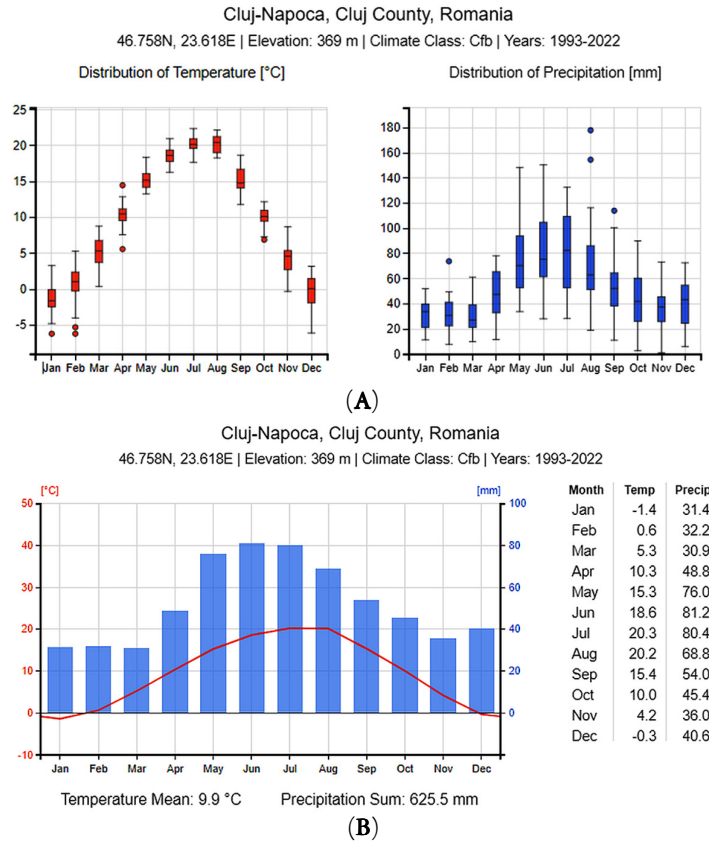 Cluj-Napoca, Cluj County, Romania
46.758N, 23.618E | Elevation: 369 m | Climate Class: Cfb | Years: 1993-2022
Distribution of Temperature [°C]
Distribution of Precipitation [mm]
25
20
15
10
5
0
-5
Jan Feb Mar Apr May Jun Jul Aug Sep Oct Nov Dec
180
160
140
120
100
80
60
40
20
0
Jan Feb Mar Apr May Jun Jul Aug Sep Oct Nov Dec
(A)
Cluj-Napoca, Cluj County, Romania
46.758N, 23.618E | Elevation: 369 m | Climate Class: Cfb | Years: 1993-2022
[°C]
[mm]
50
40
30
20
10
0
-10
100
80
60
40
20
0
Jan Feb Mar Apr May Jun Jul Aug Sep Oct Nov Dec
Temperature Mean: 9.9 °C Precipitation Sum: 625.5 mm
Month Temp Precip
Jan -1.4 31.4
Feb 0.6 32.2
Mar 5.3 30.9
Apr 10.3 48.8
May 15.3 76.0
Jun 18.6 81.2
Jul 20.3 80.4
Aug 20.2 68.8
Sep 15.4 54.0
Oct 10.0 45.4
Nov 4.2 36.0
Dec -0.3 40.6
(B)